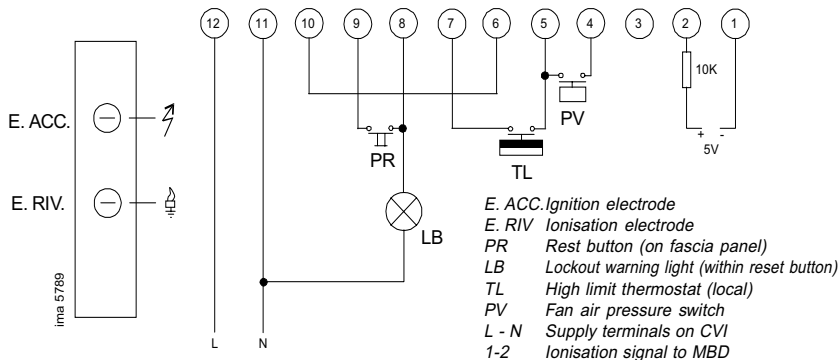 12 11 10 9 8 7 6 5 4 3 2 1
10K
E. ACC.
PV
+ -
5V
PR
TL
E. RIV.
LB
E. ACC. Ignition electrode
E. RIV Ionisation electrode
PR Rest button (on fascia panel)
LB Lockout warning light (within reset button)
TL High limit thermostat (local)
PV Fan air pressure switch
L - N Supply terminals on CVI
1-2 Ionisation signal to MBD
L N
ima 5789